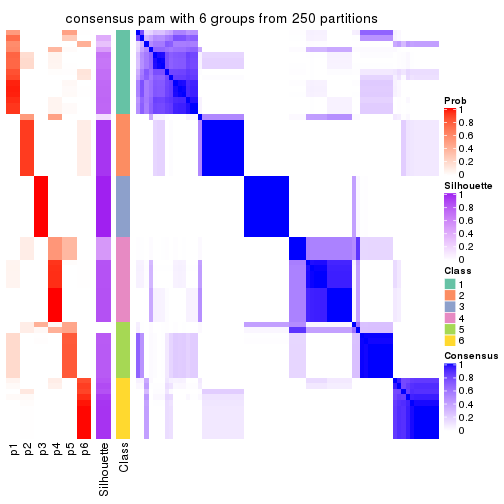 consensus pam with 6 groups from 250 partitions
Prob
1
0.8
0.6
0.4
0.2
0
Silhouette
1
0.8
0.6
0.4
0.2
0
Class
1
2
3
4
5
6
Consensus
1
0.8
0.6
0.4
0.2
0
p1
p2
p3
p4
p5
p6
Silhouette
Class